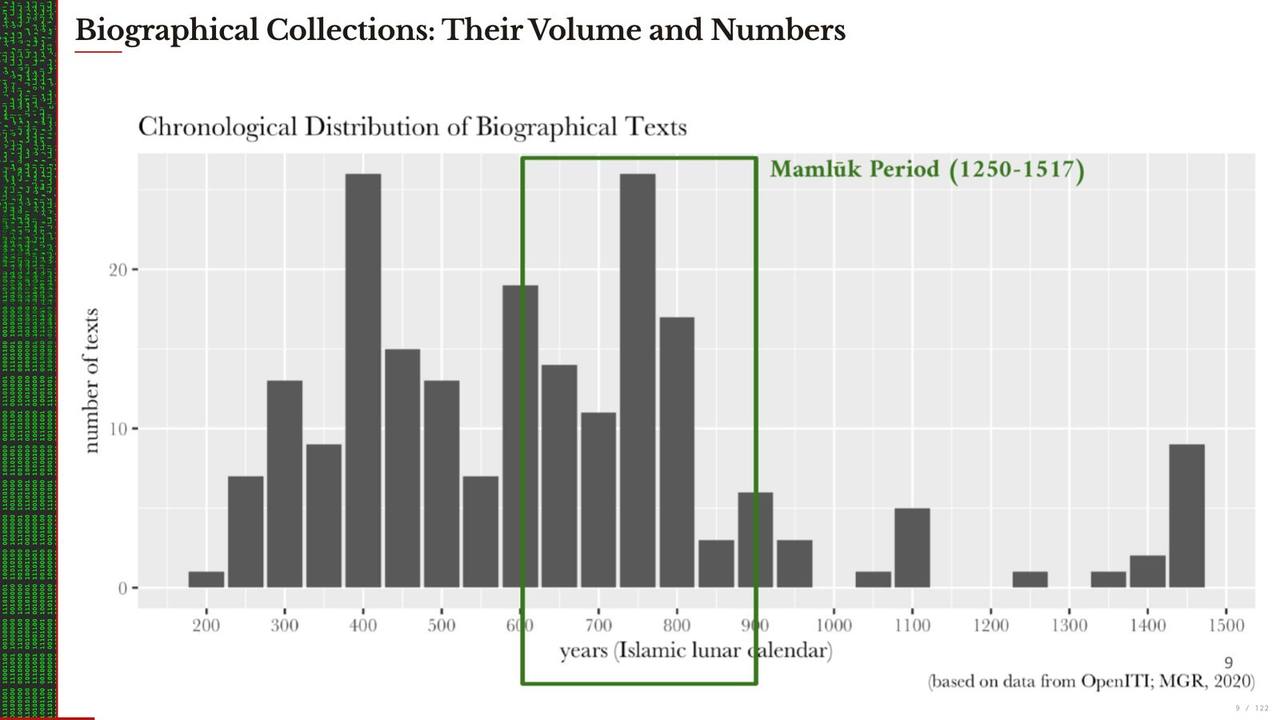 Biographical Collections: Their Volume and Numbers
Chronological Distribution of Biographical Texts
Mamlūk Period (1250-1517)
20
10
0
number of texts
200 300 400 500 600 700 800 900 1000 1100 1200 1300 1400 1500
years (Islamic lunar calendar)
9
(based on data from OpenITI; MGR, 2020)
9 / 122